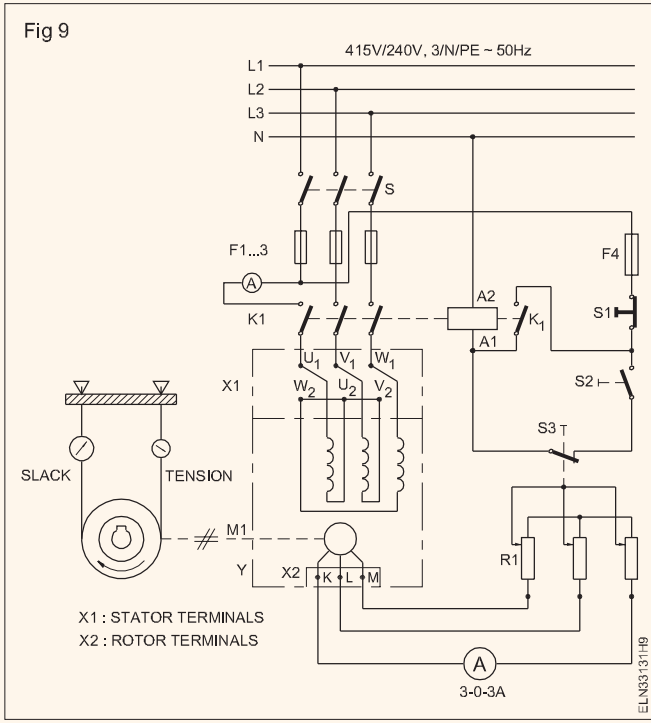 Fig 9
415V/240V, 3/N/PE ~ 50Hz
L1
L2
L3
N
S
F1...3
F4
A
A2
K1
K1
S1
A1
U1 V1 W1
X1
W2 U2 V2
S2
S3
SLACK
TENSION
M1
R1
Y
X2
K L M
X1 : STATOR TERMINALS
X2 : ROTOR TERMINALS
A
3-0-3A
ELN33131H9